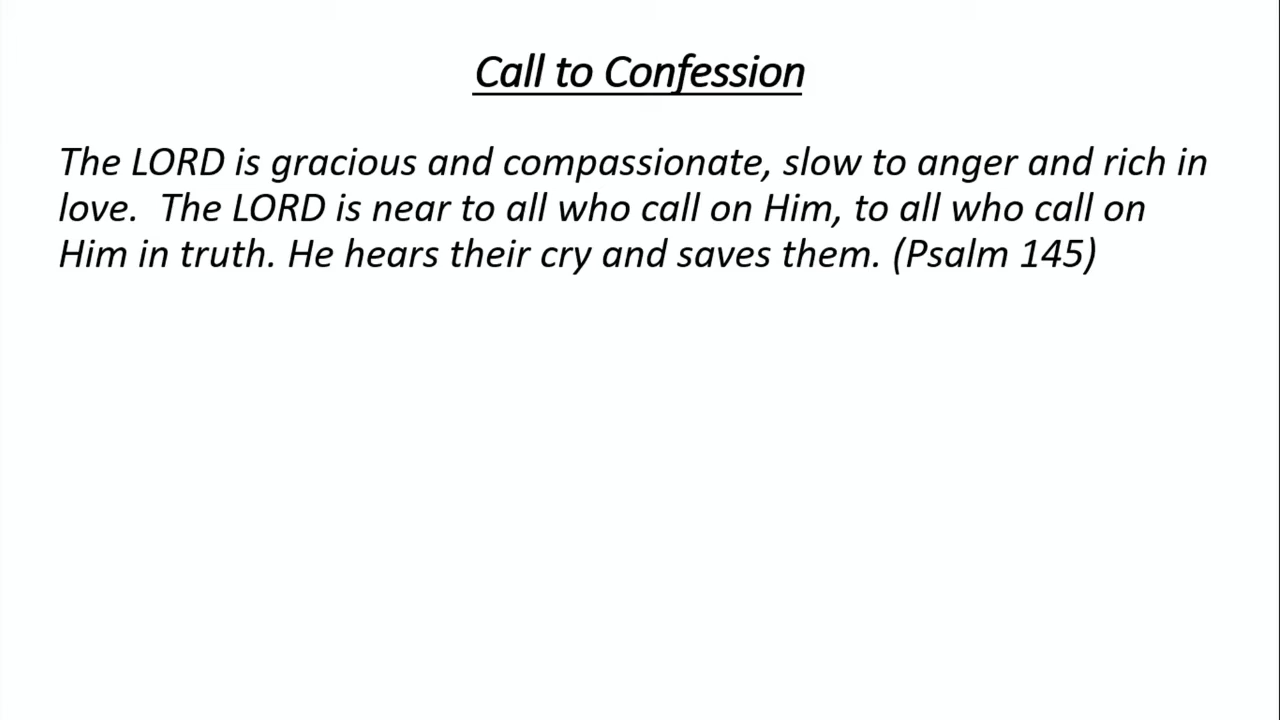 Call to Confession
The LORD is gracious and compassionate, slow to anger and rich in
love.  The LORD is near to all who call on Him, to all who call on
Him in truth. He hears their cry and saves them. (Psalm 145)